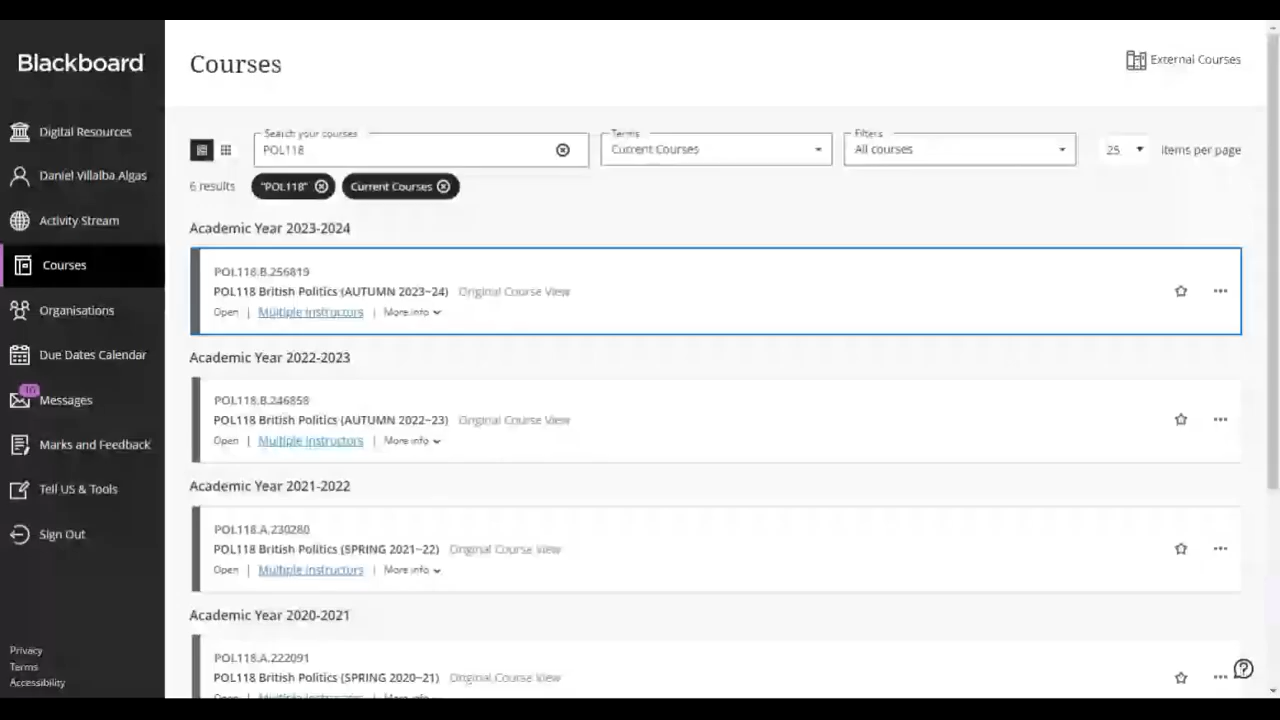 Blackboard
Courses
External Courses
Digital Resources
Daniel Villalba Algas
Activity Stream
Courses
Organisations
Due Dates Calendar
10
Messages
Marks and Feedback
Tell US & Tools
Sign Out
Privacy
Terms
Accessibility
Search your courses
POL118
Terms
Current Courses
Filters
All courses
25 items per page
6 results "POL118" Current Courses
Academic Year 2023-2024
POL118.B.256819
POL118 British Politics (AUTUMN 2023~24) Original Course View
Open | Multiple Instructors | More info
Academic Year 2022-2023
POL118.B.246858
POL118 British Politics (AUTUMN 2022~23) Original Course View
Open | Multiple Instructors | More info
Academic Year 2021-2022
POL118.A.230280
POL118 British Politics (SPRING 2021~22) Original Course View
Open | Multiple Instructors | More info
Academic Year 2020-2021
POL118.A.222091
POL118 British Politics (SPRING 2020~21) Original Course View
Open | Multiple Instructors | More info